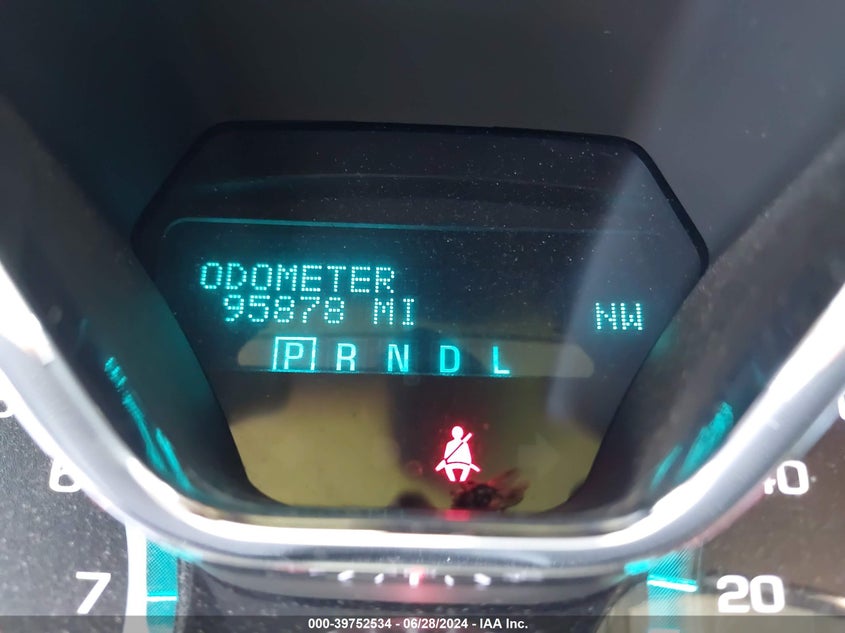 ODOMETER
95878 MI NW
P R N D L
6 40
7 20
000-39752534 - 06/28/2024 - IAA Inc.